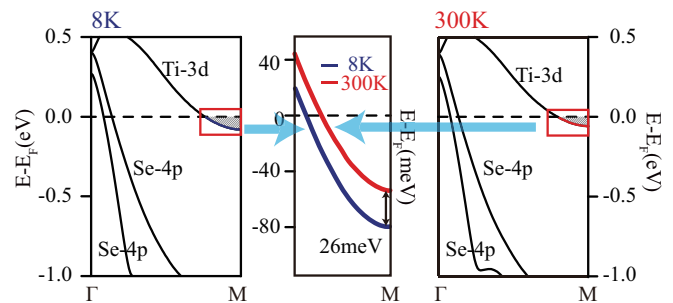 8K
300K
0.5
0.0
-0.5
-1.0
E-E_F(eV)
Ti-3d
Se-4p
Se-4p
Γ
M
40
0
-40
-80
8K
300K
26meV
E-E_F(meV)
Ti-3d
Se-4p
Se-4p
Γ
M
0.5
0.0
-0.5
-1.0
E-E_F(eV)